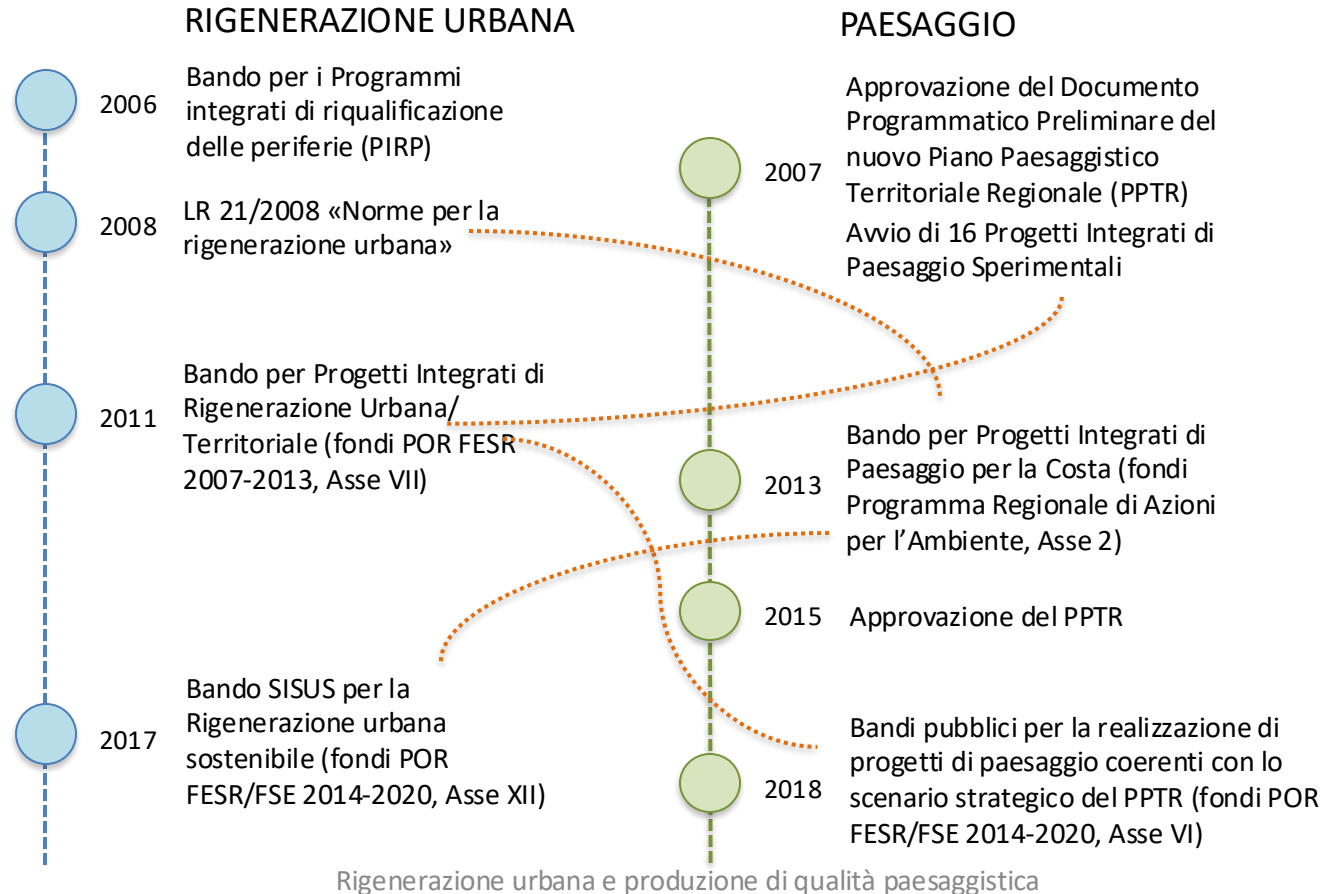 RIGENERAZIONE URBANA
2006
Bando per i Programmi
integrati di riqualificazione
delle periferie (PIRP)
2008
LR 21/2008 «Norme per la
rigenerazione urbana»
2011
Bando per Progetti Integrati di
Rigenerazione Urbana/
Territoriale (fondi POR FESR
2007-2013, Asse VII)
2017
Bando SISUS per la
Rigenerazione urbana
sostenibile (fondi POR
FESR/FSE 2014-2020, Asse XII)
PAESAGGIO
2007
Approvazione del Documento
Programmatico Preliminare del
nuovo Piano Paesaggistico
Territoriale Regionale (PPTR)
Avvio di 16 Progetti Integrati di
Paesaggio Sperimentali
2013
Bando per Progetti Integrati di
Paesaggio per la Costa (fondi
Programma Regionale di Azioni
per l’Ambiente, Asse 2)
2015
Approvazione del PPTR
2018
Bandi pubblici per la realizzazione di
progetti di paesaggio coerenti con lo
scenario strategico del PPTR (fondi POR
FESR/FSE 2014-2020, Asse VI)
Rigenerazione urbana e produzione di qualità paesaggistica